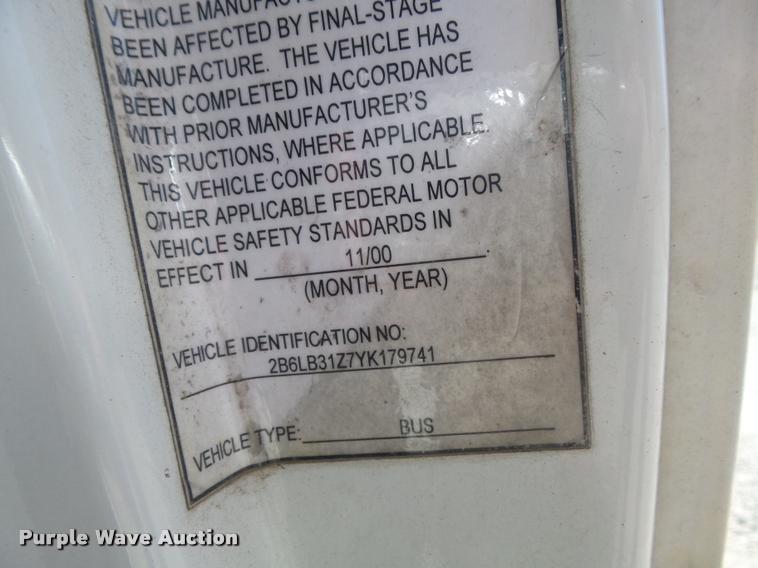 VEHICLE MANUFACTU
BEEN AFFECTED BY FINAL-STAGE
MANUFACTURE. THE VEHICLE HAS
BEEN COMPLETED IN ACCORDANCE
WITH PRIOR MANUFACTURER'S
INSTRUCTIONS, WHERE APPLICABLE.
THIS VEHICLE CONFORMS TO ALL
OTHER APPLICABLE FEDERAL MOTOR
VEHICLE SAFETY STANDARDS IN
EFFECT IN 11/00
(MONTH, YEAR)
VEHICLE IDENTIFICATION NO:
2B6LB31Z7YK179741
VEHICLE TYPE: BUS
Purple Wave Auction